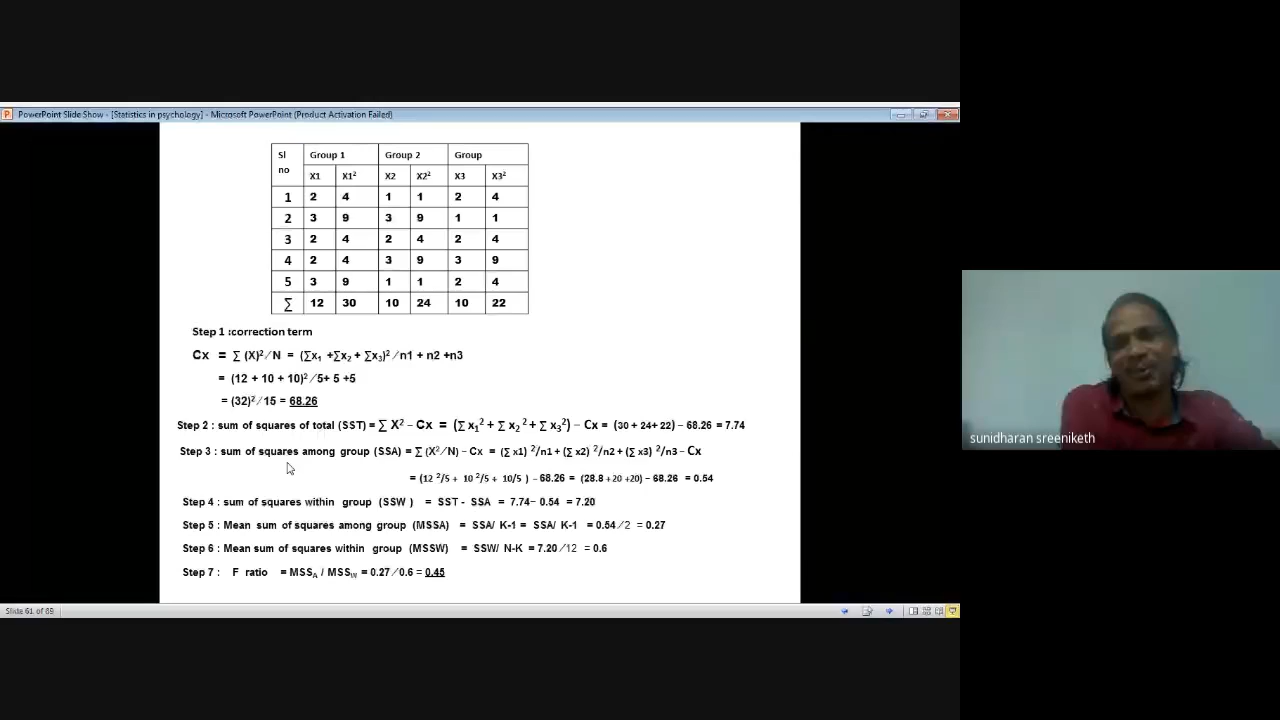 PowerPoint Slide Show - [Statistics in psychology] - Microsoft PowerPoint (Product Activation Failed)
Sl no Group 1 Group 2 Group
X1 X1² X2 X2² X3 X3²
1 2 4 1 1 2 4
2 3 9 3 9 1 1
3 2 4 2 4 2 4
4 2 4 3 9 3 9
5 3 9 1 1 2 4
∑ 12 30 10 24 10 22
Step 1 :correction term
Cx = ∑ (X)²/N = (∑x₁ +∑x₂ + ∑x₃)² /n1 + n2 +n3
= (12 + 10 + 10)² /5+ 5 +5
= (32)² /15 = 68.26
Step 2 : sum of squares of total (SST) = ∑ X² – Cx = (∑ x₁² + ∑ x₂² + ∑ x₃²) – Cx = (30 + 24+ 22) – 68.26 = 7.74
Step 3 : sum of squares among group (SSA) = ∑ (X²/N) – Cx = (∑ x1) ²/n1 + (∑ x2) ²/n2 + (∑ x3) ²/n3 – Cx
= (12 ²/5 + 10 ²/5 + 10/5 ) – 68.26 = (28.8 +20 +20) – 68.26 = 0.54
Step 4 : sum of squares within group (SSW ) = SST - SSA = 7.74– 0.54 = 7.20
Step 5 : Mean sum of squares among group (MSSA) = SSA/ K-1 = SSA/ K-1 = 0.54/2 = 0.27
Step 6 : Mean sum of squares within group (MSSW) = SSW/ N-K = 7.20/12 = 0.6
Step 7 : F ratio = MSSA / MSSW = 0.27/0.6 = 0.45
Slide 61 of 89
sunidharan sreeniketh